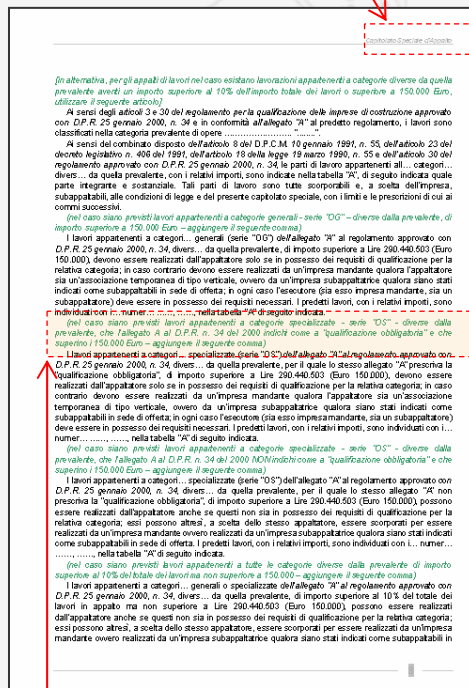 Capitolato Speciale d'Appalto
[in alternativa, per gli appalti di lavori nel caso esistano lavorazioni appartenenti a categorie diverse da quella
prevalente aventi un importo superiore al 10% dell'importo totale dei lavori o superiore a 150.000 Euro,
utilizzare il seguente articolo]
Ai sensi degli articoli 3 e 30 del regolamento per la qualificazione delle imprese di costruzione approvato
con D.P.R. 25 gennaio 2000, n. 34 e in conformità all'allegato "A" al predetto regolamento, i lavori sono
classificati nella categoria prevalente di opere ........................ "........".
Ai sensi del combinato disposto dell'articolo 8 del D.P.C.M. 10 gennaio 1991, n. 55, dell'articolo 23 del
decreto legislativo n. 406 del 1991, dell'articolo 18 della legge 19 marzo 1990, n. 55 e dell'articolo 30 del
regolamento approvato con D.P.R. 25 gennaio 2000, n. 34, le parti di lavoro appartenenti all... categori...
divers... da quella prevalente, con i relativi importi, sono indicate nella tabella "A", di seguito indicata quale
parte integrante e sostanziale. Tali parti di lavoro sono tutte scorporabili e, a scelta dell'impresa,
subappaltabili, alle condizioni di legge e del presente capitolato speciale, con i limiti e le prescrizioni di cui ai
commi successivi.
(nel caso siano previsti lavori appartenenti a categorie generali - serie "OG" – diverse dalla prevalente, di
importo superiore a 150.000 Euro – aggiungere il seguente comma)
I lavori appartenenti a categori... generali (serie "OG") dell'allegato "A" al regolamento approvato con
D.P.R. 25 gennaio 2000, n. 34, divers... da quella prevalente, di importo superiore a Lire 290.440.503 (Euro
150.000), devono essere realizzati dall'appaltatore solo se in possesso dei requisiti di qualificazione per la
relativa categoria; in caso contrario devono essere realizzati da un'impresa mandante qualora l'appaltatore
sia un'associazione temporanea di tipo verticale, ovvero da un'impresa subappaltatrice qualora siano stati
indicati come subappaltabili in sede di offerta; in ogni caso l'esecutore (sia esso impresa mandante, sia un
subappaltatore) deve essere in possesso dei requisiti necessari. I predetti lavori, con i relativi importi, sono
individuati con i... numer... ......, ......, nella tabella "A" di seguito indicata.
(nel caso siano previsti lavori appartenenti a categorie specializzate - serie "OS" - diverse dalla
prevalente, che l'allegato A al D.P.R. n. 34 del 2000 indichi come a "qualificazione obbligatoria" e che
superino i 150.000 Euro – aggiungere il seguente comma)
I lavori appartenenti a categori... specializzate (serie "OS") dell'allegato "A" al regolamento approvato con
D.P.R. 25 gennaio 2000, n. 34, divers... da quella prevalente, per il quale lo stesso allegato "A" prescriva la
"qualificazione obbligatoria", di importo superiore a Lire 290.440.503 (Euro 150.000), devono essere
realizzati dall'appaltatore solo se in possesso dei requisiti di qualificazione per la relativa categoria; in caso
contrario devono essere realizzati da un'impresa mandante qualora l'appaltatore sia un'associazione
temporanea di tipo verticale, ovvero da un'impresa subappaltatrice qualora siano stati indicati come
subappaltabili in sede di offerta; in ogni caso l'esecutore (sia esso impresa mandante, sia un subappaltatore)
deve essere in possesso dei requisiti necessari. I predetti lavori, con i relativi importi, sono individuati con i...
numer... ......, ......, nella tabella "A" di seguito indicata.
(nel caso siano previsti lavori appartenenti a categorie specializzate - serie "OS" - diverse dalla
prevalente, che l'allegato A al D.P.R. n. 34 del 2000 NON indichi come a "qualificazione obbligatoria" e che
superino i 150.000 Euro – aggiungere il seguente comma)
I lavori appartenenti a categori... specializzate (serie "OS") dell'allegato "A" al regolamento approvato con
D.P.R. 25 gennaio 2000, n. 34, divers... da quella prevalente, per il quale lo stesso allegato "A" non
prescriva la "qualificazione obbligatoria", di importo superiore a Lire 290.440.503 (Euro 150.000), possono
essere realizzati dall'appaltatore anche se questi non sia in possesso dei requisiti di qualificazione per la
relativa categoria; essi possono altresì, a scelta dello stesso appaltatore, essere scorporati per essere
realizzati da un'impresa mandante ovvero realizzati da un'impresa subappaltatrice qualora siano stati indicati
come subappaltabili in sede di offerta. I predetti lavori, con i relativi importi, sono individuati con i... numer...
......, ......, nella tabella "A" di seguito indicata.
(nel caso siano previsti lavori appartenenti a tutte le categorie diverse dalla prevalente di importo
superiore al 10% del totale dei lavori ma non superiore a 150.000 – aggiungere il seguente comma)
I lavori appartenenti a categori... generali o specializzate dell'allegato "A" al regolamento approvato con
D.P.R. 25 gennaio 2000, n. 34, divers... da quella prevalente, di importo superiore al 10% del totale dei
lavori in appalto ma non superiore a Lire 290.440.503 (Euro 150.000), possono essere realizzati
dall'appaltatore anche se questi non sia in possesso dei requisiti di qualificazione per la relativa categoria;
essi possono altresì, a scelta dello stesso appaltatore, essere scorporati per essere realizzati da un'impresa
mandante ovvero realizzati da un'impresa subappaltatrice qualora siano stati indicati come subappaltabili in